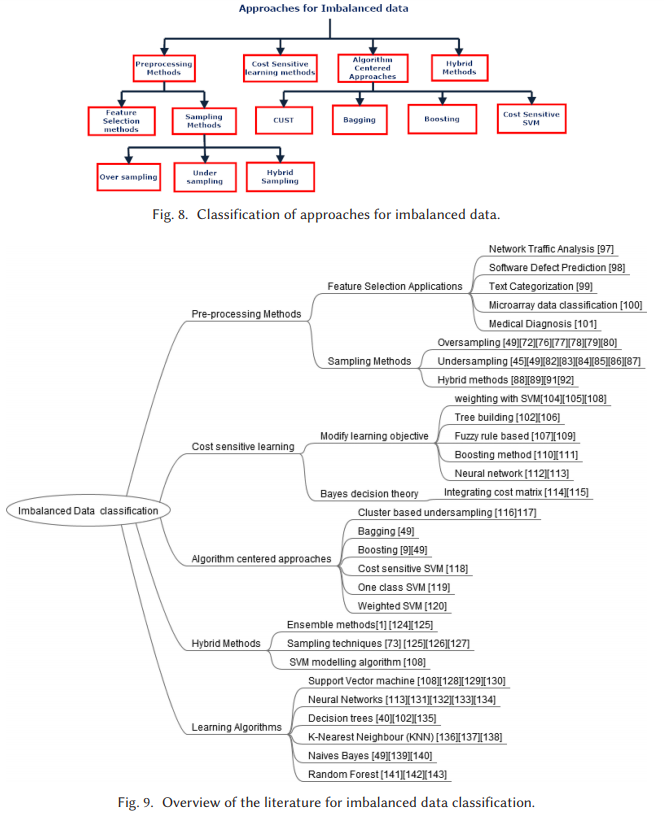 Approaches for Imbalanced data
Preprocessing
Methods
Cost Sensitive
learning methods
Algorithm
Centered
Approaches
Hybrid
Methods
Feature
Selection
methods
Sampling
Methods
CUST
Bagging
Boosting
Cost Sensitive
SVM
Over sampling
Under
sampling
Hybrid
Sampling
Fig. 8. Classification of approaches for imbalanced data.
Imbalanced Data classification
Pre-processing Methods
Feature Selection Applications
Network Traffic Analysis [97]
Software Defect Prediction [98]
Text Categorization [99]
Microarray data classification [100]
Medical Diagnosis [101]
Sampling Methods
Oversampling [49][72][76][77][78][79][80]
Undersampling [45][49][82][83][84][85][86][87]
Hybrid methods [88][89][91][92]
Cost sensitive learning
Modify learning objective
weighting with SVM[104][105][108]
Tree building [102][106]
Fuzzy rule based [107][109]
Boosting method [110][111]
Neural network [112][113]
Bayes decision theory
Integrating cost matrix [114][115]
Algorithm centered approaches
Cluster based undersampling [116]117]
Bagging [49]
Boosting [9][49]
Cost sensitive SVM [118]
One class SVM [119]
Weighted SVM [120]
Hybrid Methods
Ensemble methods[1] [124][125]
Sampling techniques [73] [125][126][127]
SVM modelling algorithm [108]
Learning Algorithms
Support Vector machine [108][128][129][130]
Neural Networks [113][131][132][133][134]
Decision trees [40][102][135]
K-Nearest Neighbour (KNN) [136][137][138]
Naives Bayes [49][139][140]
Random Forest [141][142][143]
Fig. 9. Overview of the literature for imbalanced data classification.